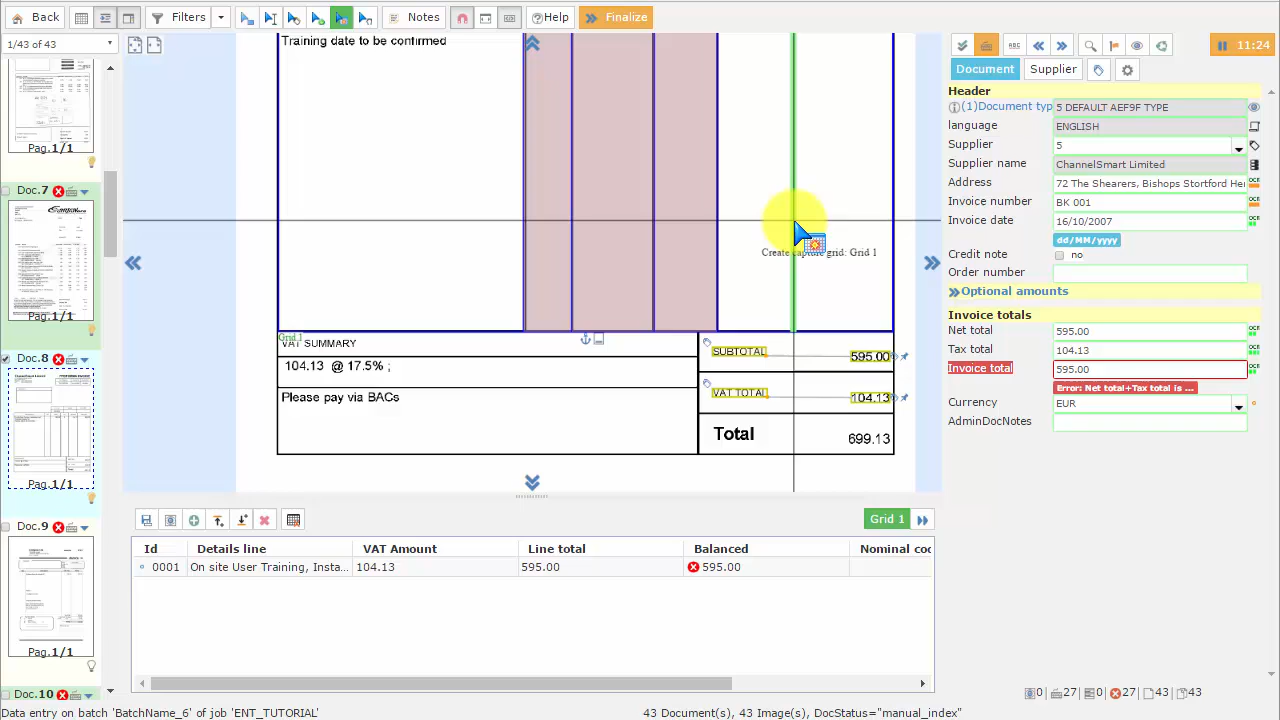 Back
Filters
Notes
Help
Finalize
1/43 of 43
Pag.1/1
Doc.7
Pag.1/1
Doc.8
Pag.1/1
Doc.9
Pag.1/1
Doc.10
Training date to be confirmed
Create capture grid: Grid 1
Grid 1
VAT SUMMARY
104.13 @ 17.5% ;
Please pay via BACs
SUBTOTAL 595.00
VAT TOTAL 104.13
Total 699.13
Grid 1
Id Details line VAT Amount Line total Balanced Nominal cod
0001 On-site User Training, Insta... 104.13 595.00 595.00
11:24
Document Supplier
Header
(1)Document typ 5 DEFAULT AEF9F TYPE
language ENGLISH
Supplier 5
Supplier name ChannelSmart Limited
Address 72 The Shearers, Bishops Stortford Her
Invoice number BK 001
Invoice date 16/10/2007
dd/MM/yyyy
Credit note no
Order number
Optional amounts
Invoice totals
Net total 595.00
Tax total 104.13
Invoice total 595.00
Error: Net total+Tax total is ...
Currency EUR
AdminDocNotes
0 27 0 27 43 43
Data entry on batch 'BatchName_6' of job 'ENT_TUTORIAL'
43 Document(s), 43 Image(s), DocStatus="manual_index"